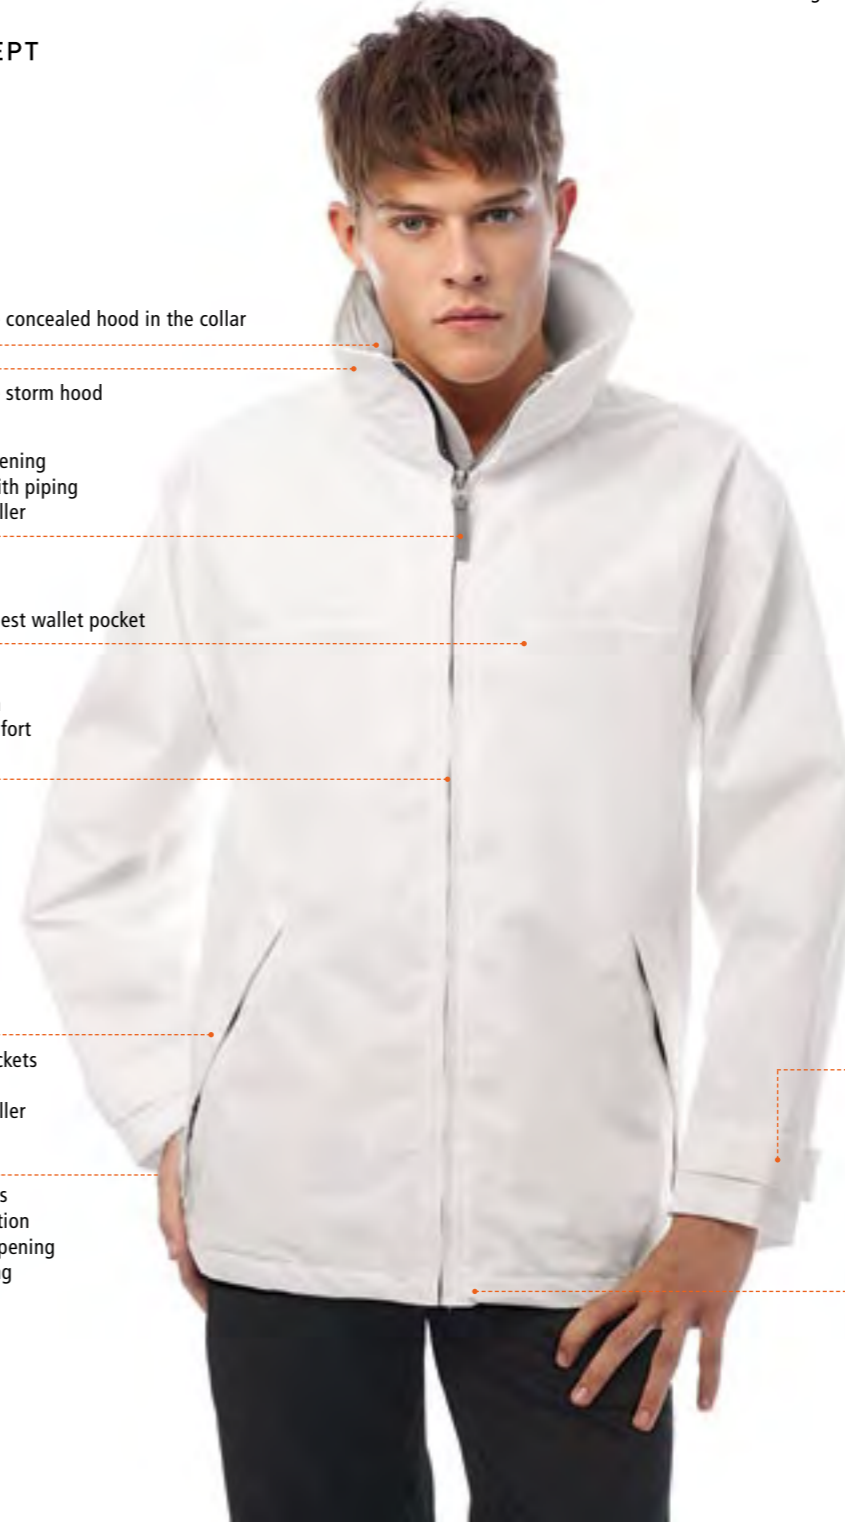 EPT
concealed hood in the collar
storm hood
ening
ith piping
ller
est wallet pocket
fort
ckets
ller
s
tion
pening
g